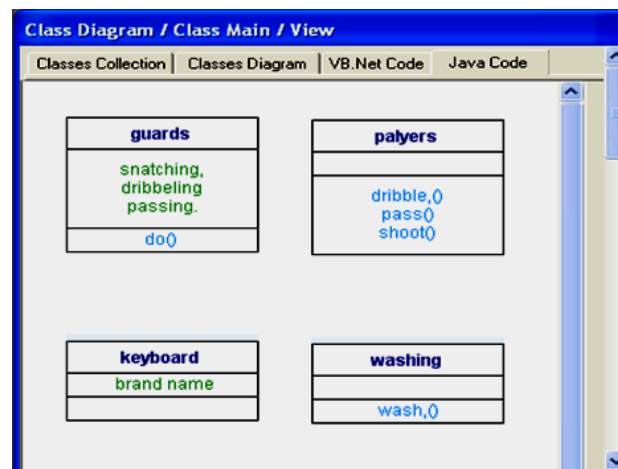 Class Diagram / Class Main / View
Classes Collection Classes Diagram VB.Net Code Java Code
guards
snatching,
dribbeling
passing.
do()
palyers
dribble,()
pass()
shoot()
keyboard
brand name
washing
wash,()